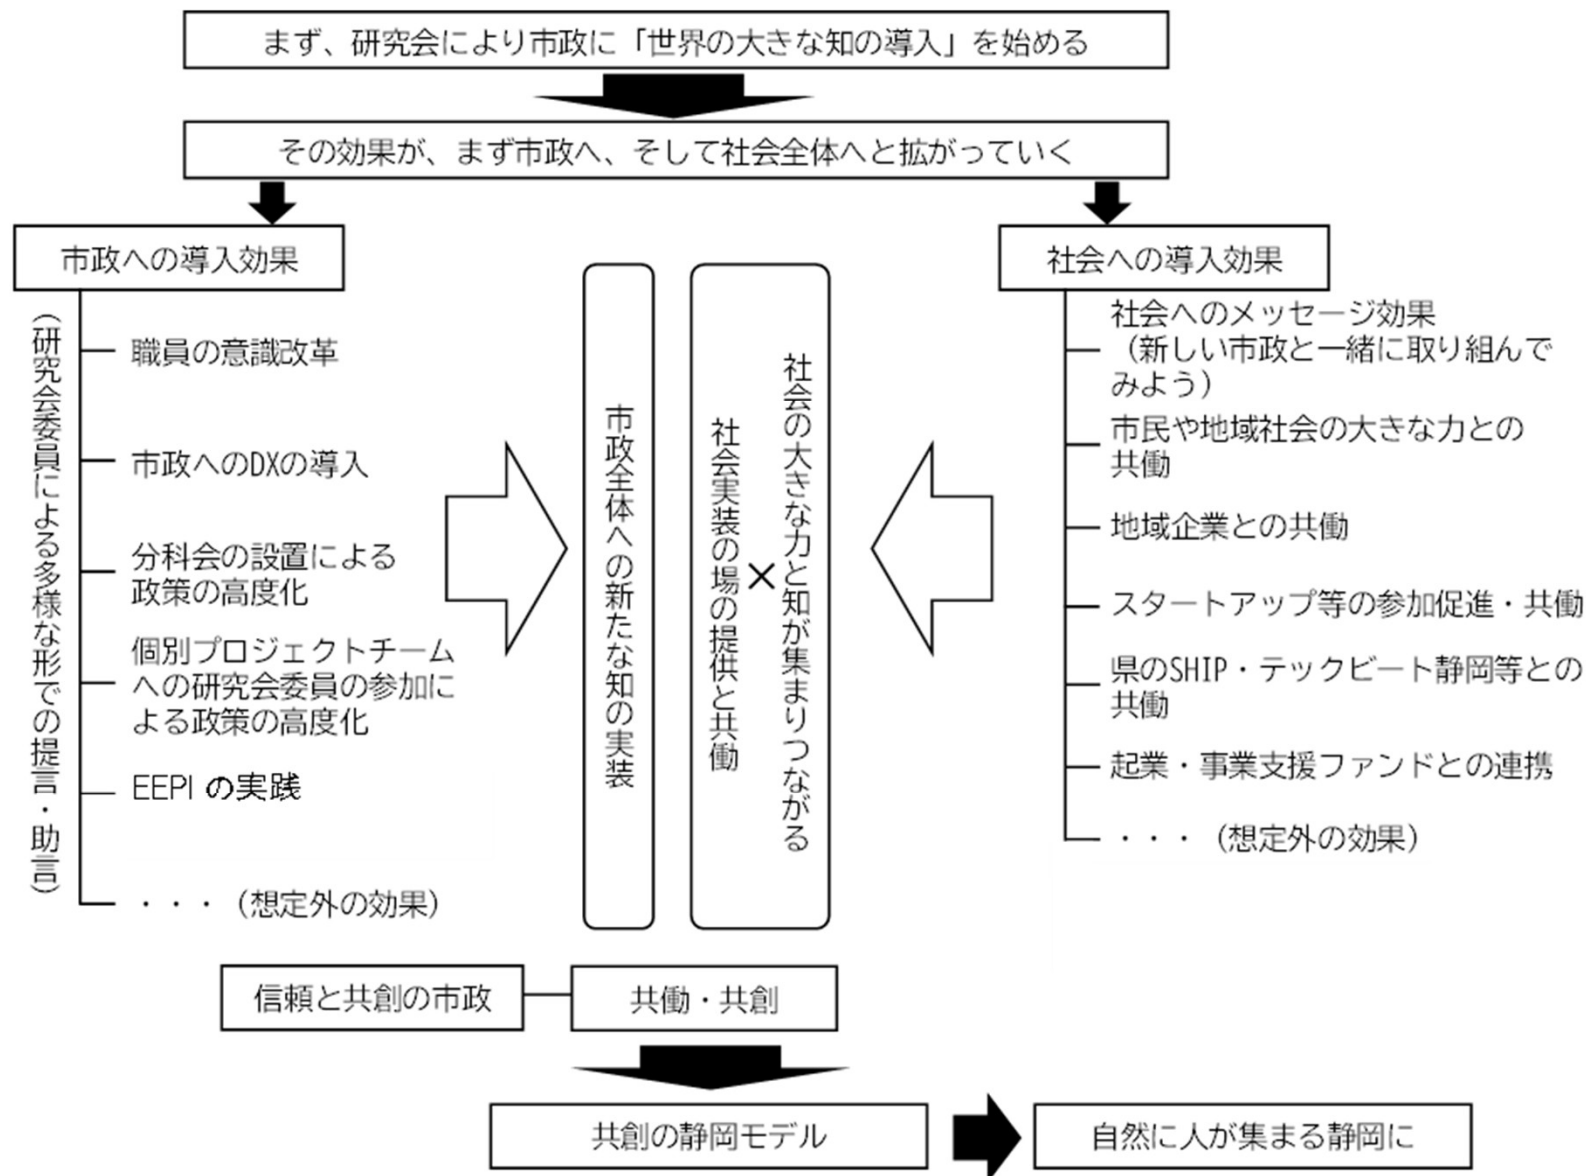 まず、研究会により市政に「世界の大きな知の導入」を始める
その効果が、まず市政へ、そして社会全体へと拡がっていく
市政への導入効果
（研究会委員による多様な形での提言・助言）
職員の意識改革
市政へのDXの導入
分科会の設置による
政策の高度化
個別プロジェクトチーム
への研究会委員の参加に
よる政策の高度化
EEPI の実践
・・・（想定外の効果）
市政全体への新たな知の実装
社会の大きな力と知が集まりつながる
×
社会実装の場の提供と共働
社会への導入効果
社会へのメッセージ効果
（新しい市政と一緒に取り組んで
みよう）
市民や地域社会の大きな力との
共働
地域企業との共働
スタートアップ等の参加促進・共働
県のSHIP・テックビート静岡等との
共働
起業・事業支援ファンドとの連携
・・・（想定外の効果）
信頼と共創の市政
共働・共創
共創の静岡モデル
自然に人が集まる静岡に